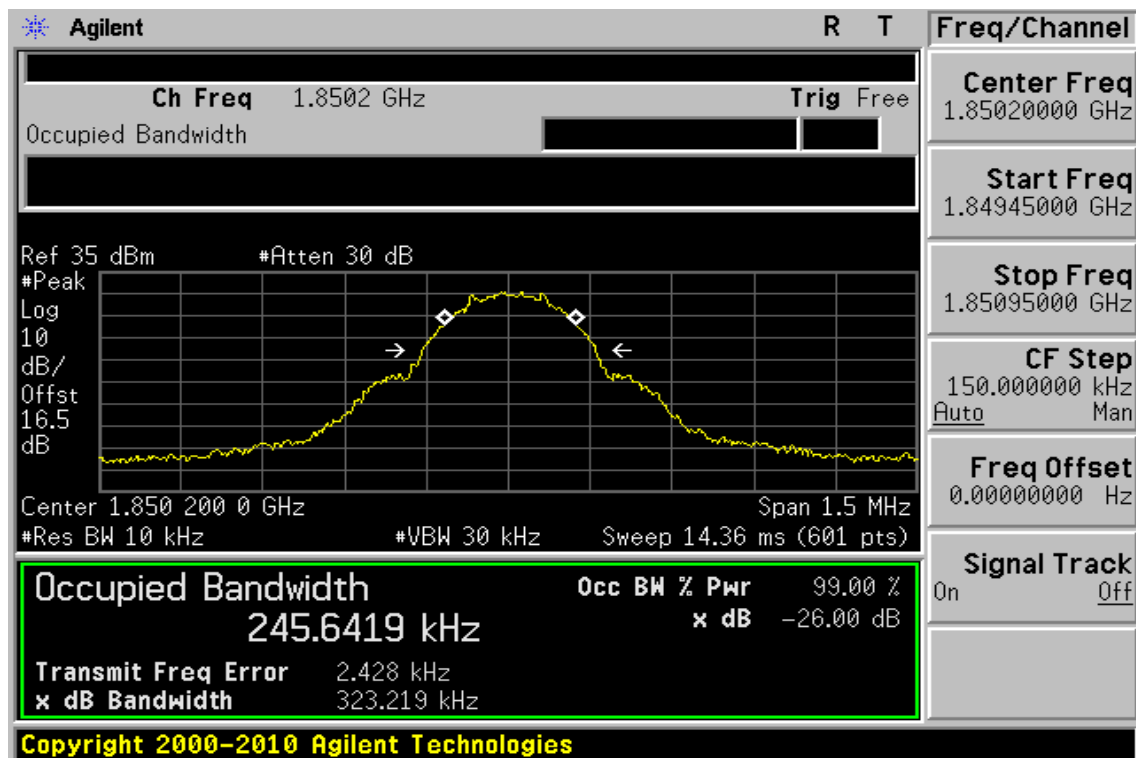 Agilent R T
Ch Freq 1.8502 GHz Trig Free
Occupied Bandwidth
Ref 35 dBm #Atten 30 dB
#Peak
Log
10
dB/
Offst
16.5
dB
Center 1.850 200 0 GHz Span 1.5 MHz
#Res BW 10 kHz #VBW 30 kHz Sweep 14.36 ms (601 pts)
Occupied Bandwidth
245.6419 kHz
Occ BW % Pwr 99.00 %
x dB -26.00 dB
Transmit Freq Error 2.428 kHz
x dB Bandwidth 323.219 kHz
Copyright 2000-2010 Agilent Technologies
Freq/Channel
Center Freq
1.85020000 GHz
Start Freq
1.84945000 GHz
Stop Freq
1.85095000 GHz
CF Step
150.000000 kHz
Auto Man
Freq Offset
0.00000000 Hz
Signal Track
On Off